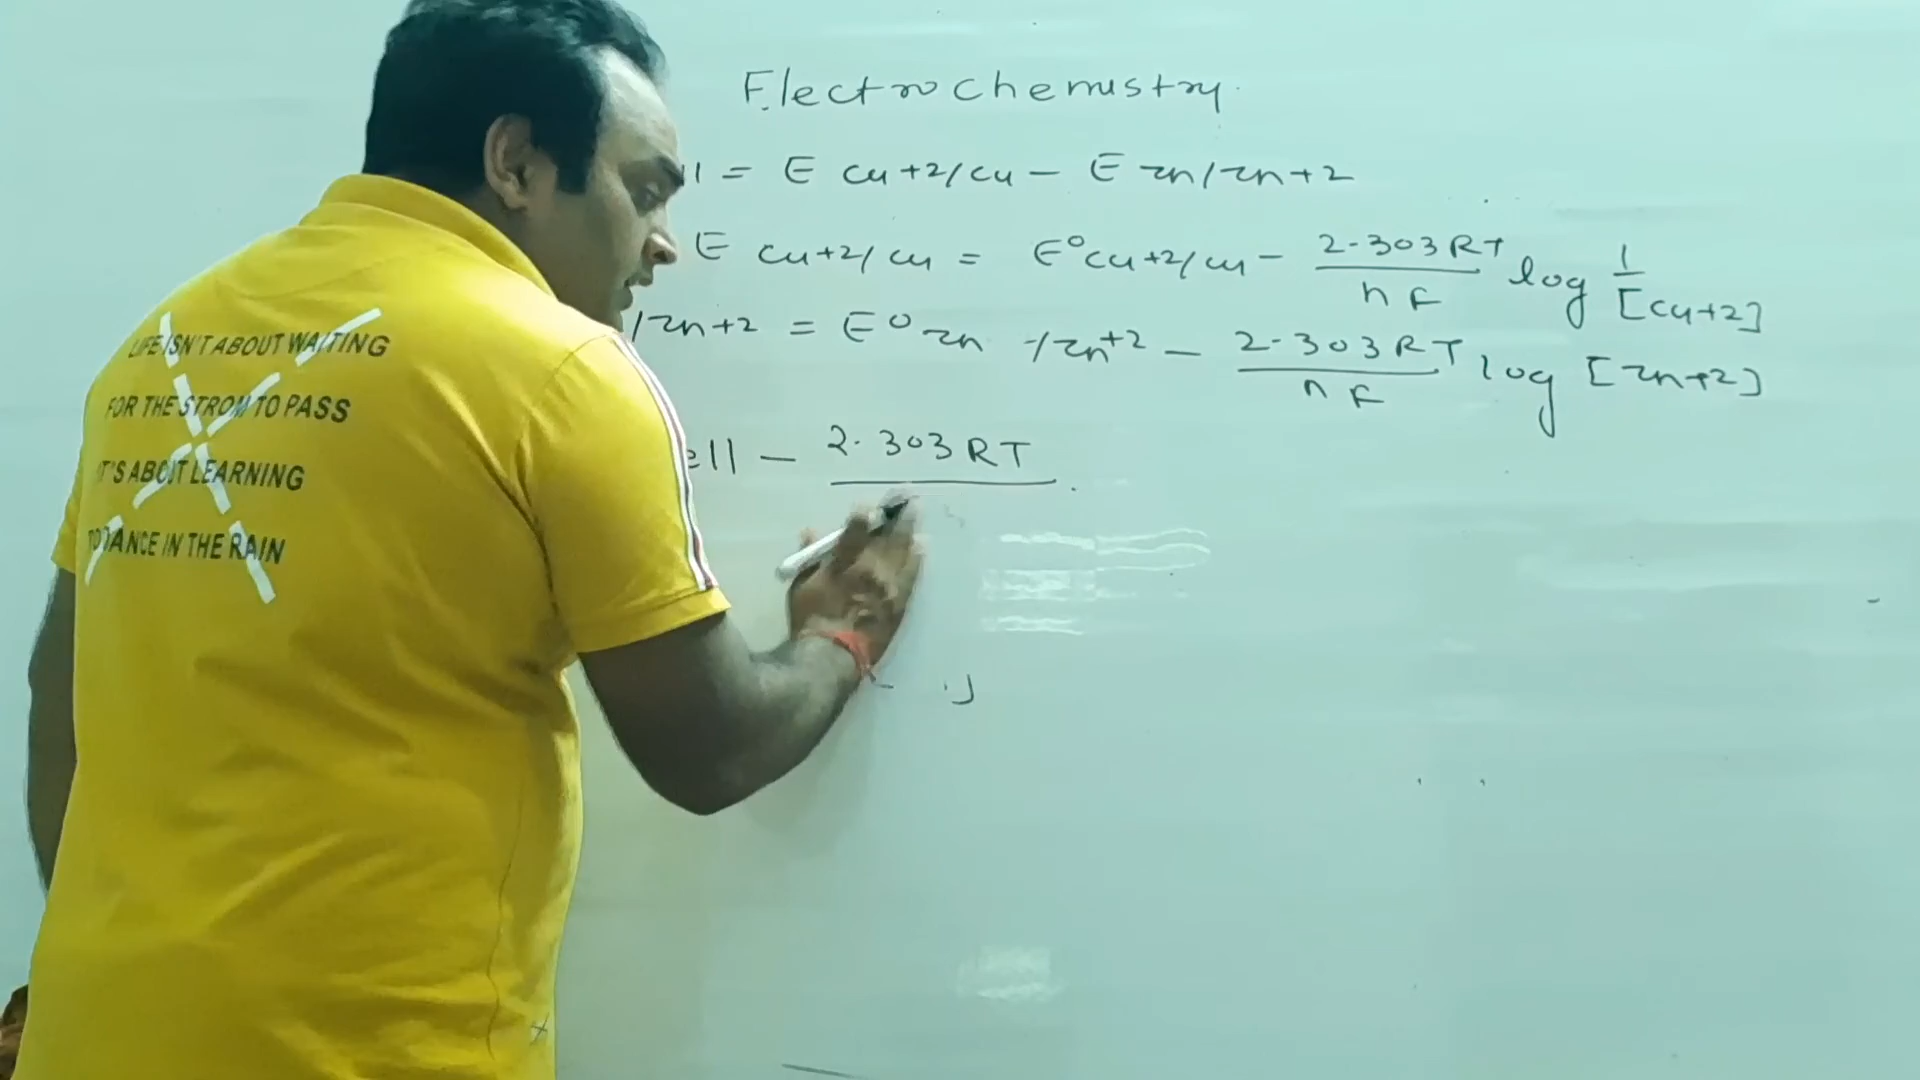 Electrochemistry
ll = E Cu+2/Cu - E Zn/Zn+2
E Cu+2/Cu = E°Cu+2/Cu - 2.303RT/nF log 1/[Cu+2]
/Zn+2 = E° Zn /Zn+2 - 2.303RT/nF log [Zn+2]
ell - 2.303RT
LIFE ISN'T ABOUT WAITING
FOR THE STROM TO PASS
IT'S ABOUT LEARNING
TO DANCE IN THE RAIN